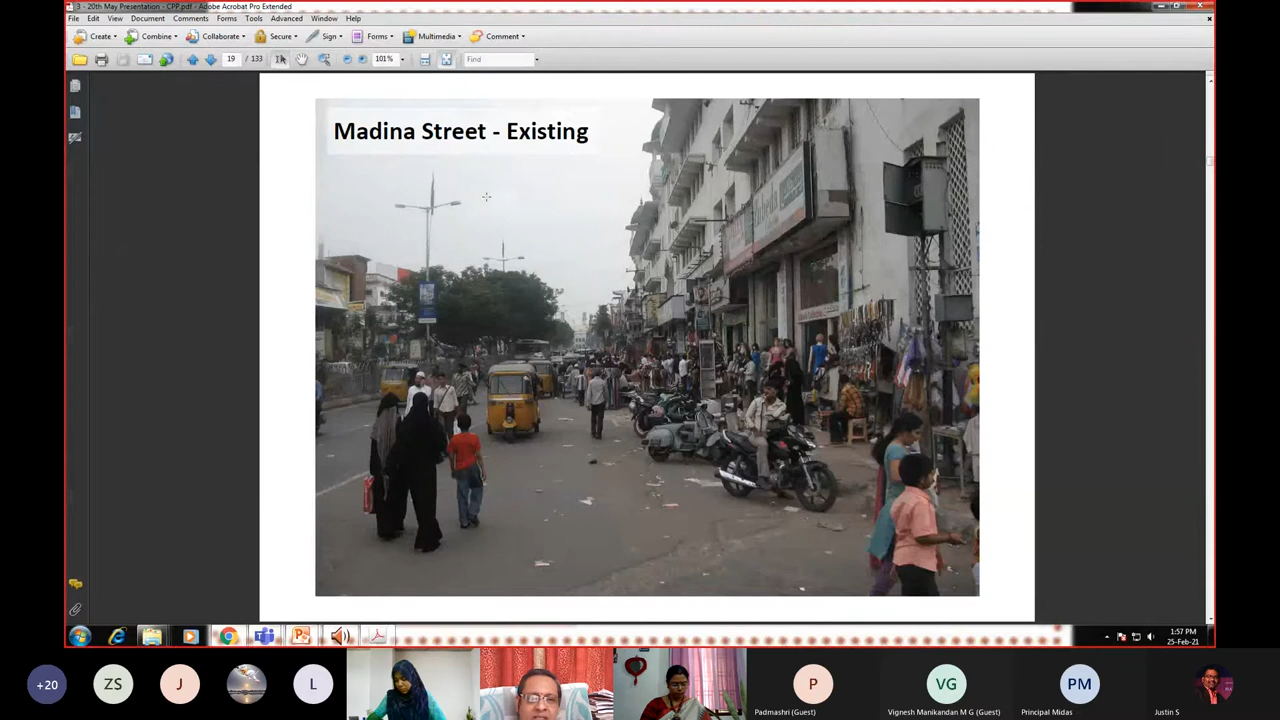 3 - 20th May Presentation - CPP.pdf - Adobe Acrobat Pro Extended
File Edit View Document Comments Forms Tools Advanced Window Help
Create Combine Collaborate Secure Sign Forms Multimedia Comment
19 / 133 101% Find
Madina Street - Existing
1:57 PM
25-Feb-21
+20 ZS J L P VG PM
Padmashri (Guest) Vignesh Manikandan M G (Guest) Principal Midas Justin S